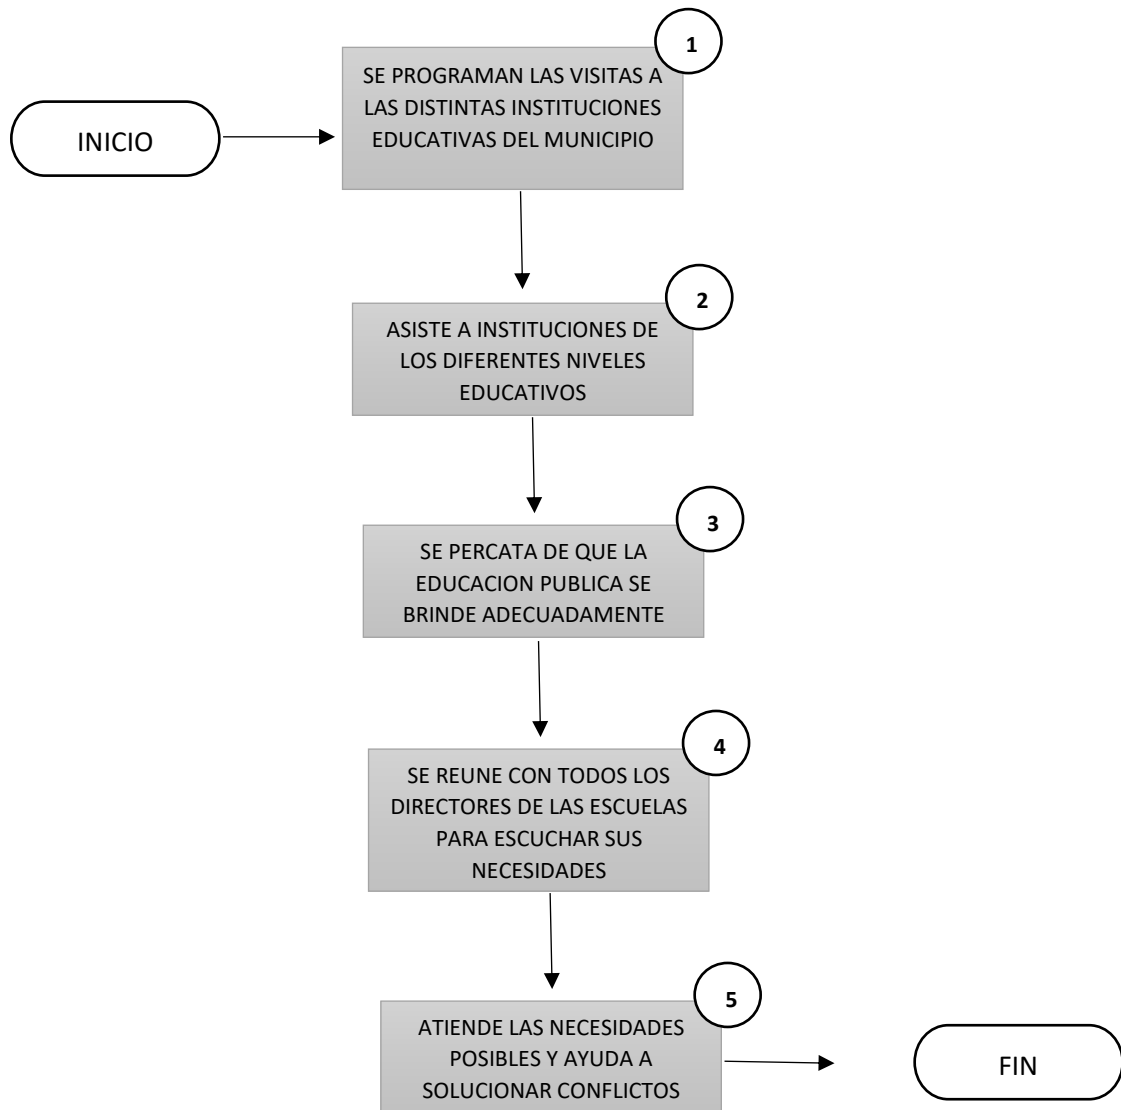 1
SE PROGRAMAN LAS VISITAS A
LAS DISTINTAS INSTITUCIONES
EDUCATIVAS DEL MUNICIPIO
INICIO
2
ASISTE A INSTITUCIONES DE
LOS DIFERENTES NIVELES
EDUCATIVOS
3
SE PERCATA DE QUE LA
EDUCACION PUBLICA SE
BRINDE ADECUADAMENTE
4
SE REUNE CON TODOS LOS
DIRECTORES DE LAS ESCUELAS
PARA ESCUCHAR SUS
NECESIDADES
5
ATIENDE LAS NECESIDADES
POSIBLES Y AYUDA A
SOLUCIONAR CONFLICTOS
FIN